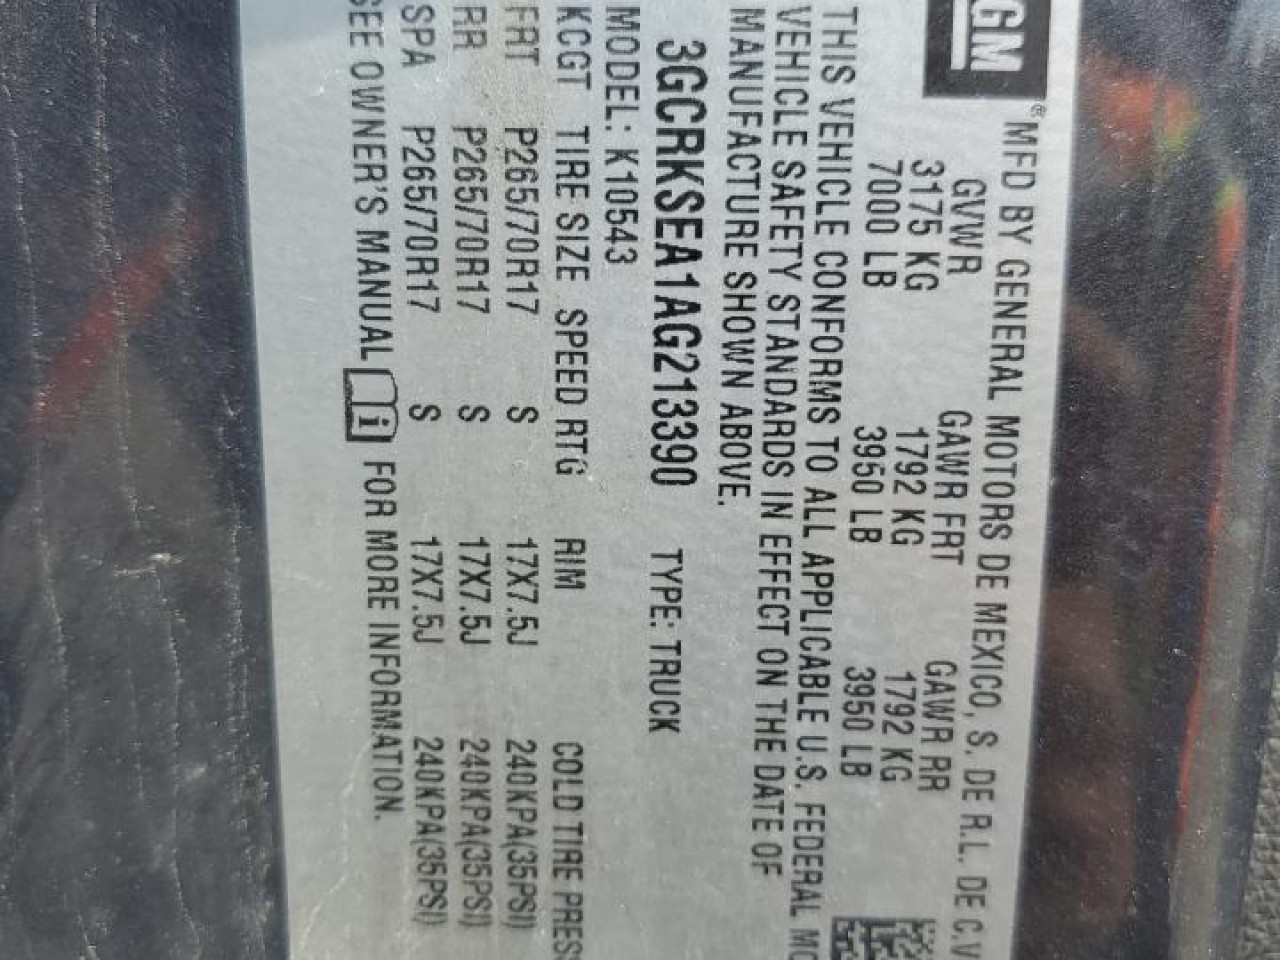 GM
® MFD BY GENERAL MOTORS DE MEXICO, S. DE R.L. DE C.V
GVWR GAWR FRT GAWR RR
3175 KG 1792 KG 1792 KG
7000 LB 3950 LB 3950 LB
THIS VEHICLE CONFORMS TO ALL APPLICABLE U.S. FEDERAL MO
VEHICLE SAFETY STANDARDS IN EFFECT ON THE DATE OF
MANUFACTURE SHOWN ABOVE.
3GCRKSEA1AG213390 TYPE: TRUCK
MODEL: K10543
KCGT TIRE SIZE SPEED RTG RIM COLD TIRE PRESS
FRT P265/70R17 S 17X7.5J 240KPA(35PSI)
RR P265/70R17 S 17X7.5J 240KPA(35PSI)
SPA P265/70R17 S 17X7.5J 240KPA(35PSI)
SEE OWNER'S MANUAL i FOR MORE INFORMATION.